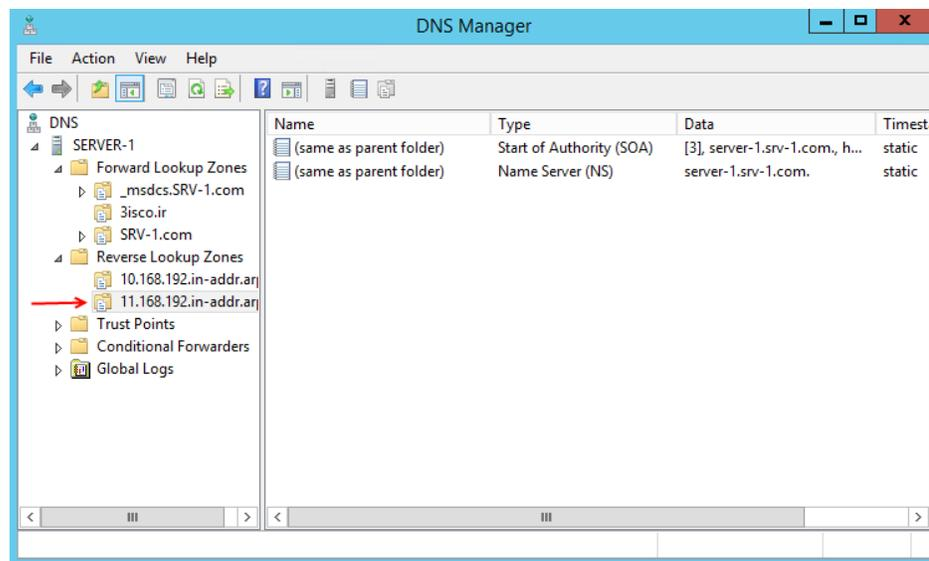 DNS Manager
File Action View Help
DNS
SERVER-1
Forward Lookup Zones
_msdcs.SRV-1.com
3isco.ir
SRV-1.com
Reverse Lookup Zones
10.168.192.in-addr.ar
11.168.192.in-addr.ar
Trust Points
Conditional Forwarders
Global Logs
Name Type Data Timest
(same as parent folder) Start of Authority (SOA) [3], server-1.srv-1.com., h... static
(same as parent folder) Name Server (NS) server-1.srv-1.com. static